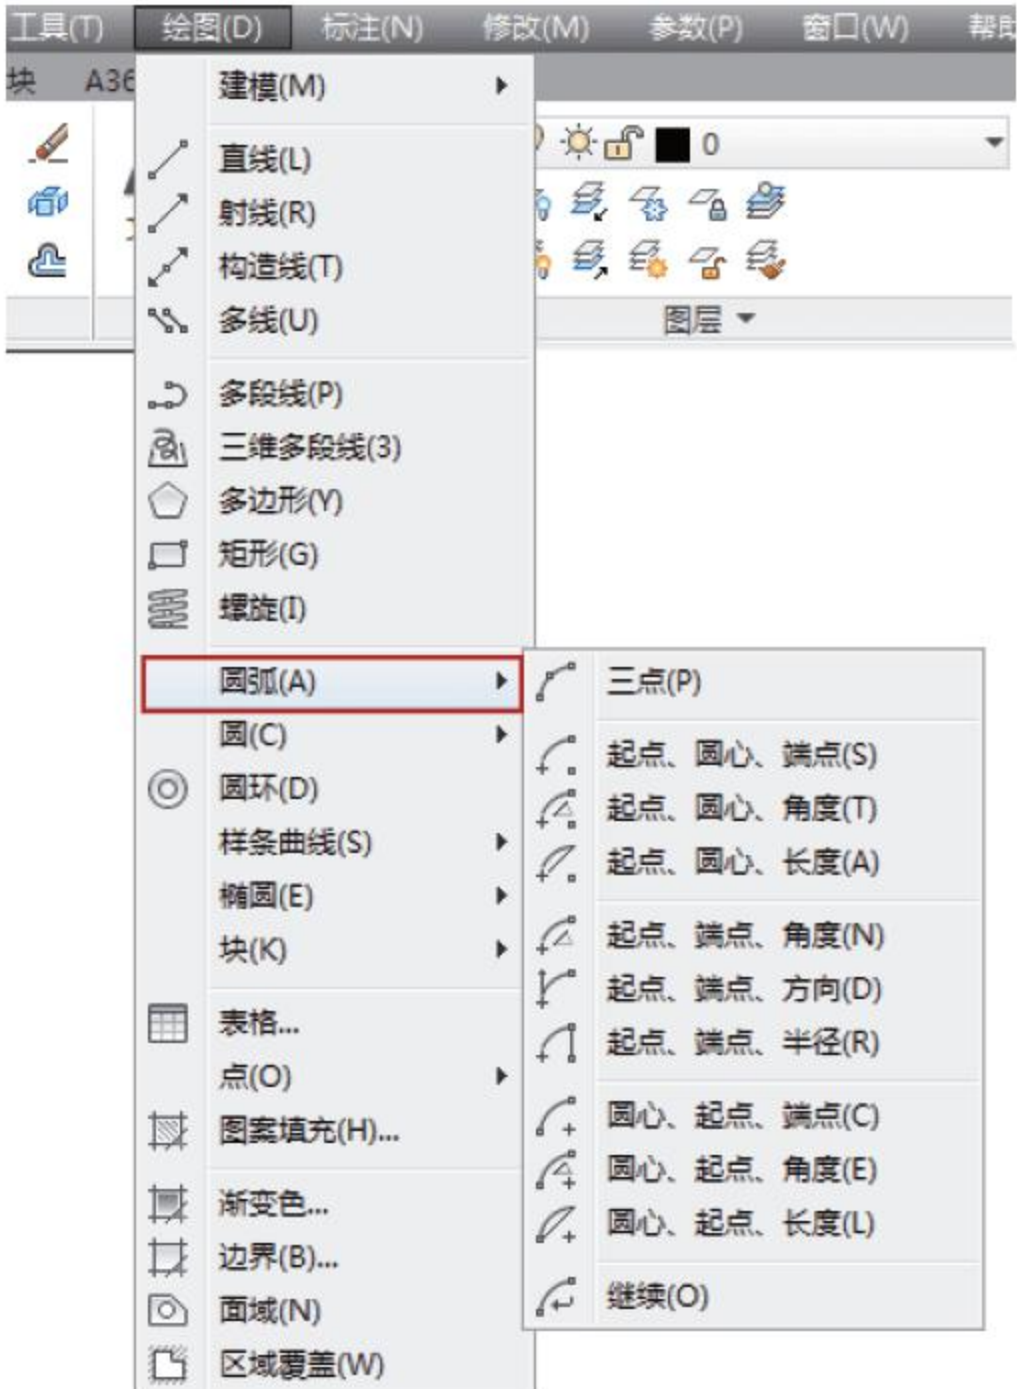 工具(T) 绘图(D) 标注(N) 修改(M) 参数(P) 窗口(W) 帮助
块 A36
建模(M)
0
直线(L)
射线(R)
构造线(T)
多线(U)
图层
多段线(P)
三维多段线(3)
多边形(Y)
矩形(G)
螺旋(I)
圆弧(A)
圆(C)
圆环(D)
样条曲线(S)
椭圆(E)
块(K)
表格...
点(O)
图案填充(H)...
渐变色...
边界(B)...
面域(N)
区域覆盖(W)
三点(P)
起点、圆心、端点(S)
起点、圆心、角度(T)
起点、圆心、长度(A)
起点、端点、角度(N)
起点、端点、方向(D)
起点、端点、半径(R)
圆心、起点、端点(C)
圆心、起点、角度(E)
圆心、起点、长度(L)
继续(O)